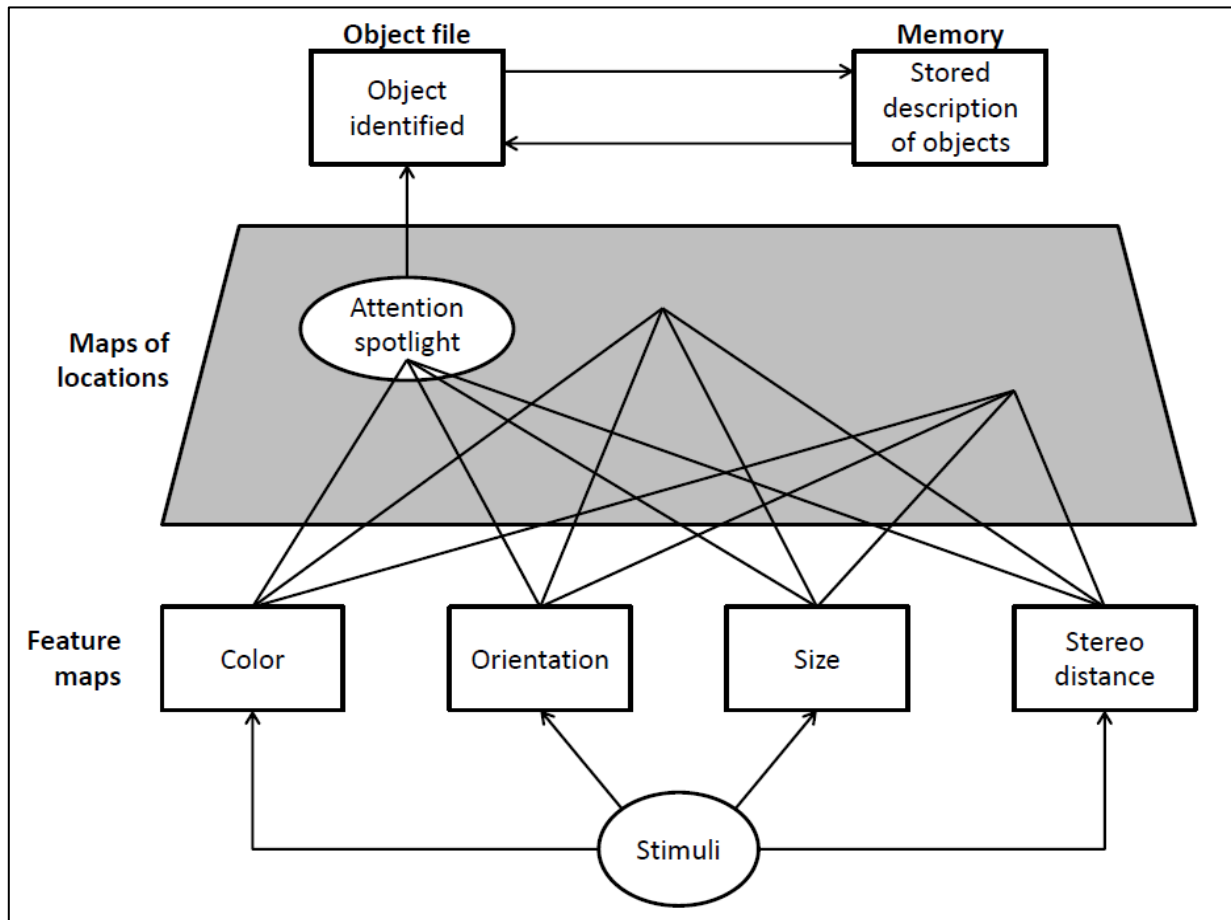 Object file
Memory
Object
identified
Stored
description
of objects
Attention
spotlight
Maps of
locations
Feature
maps
Color
Orientation
Size
Stereo
distance
Stimuli